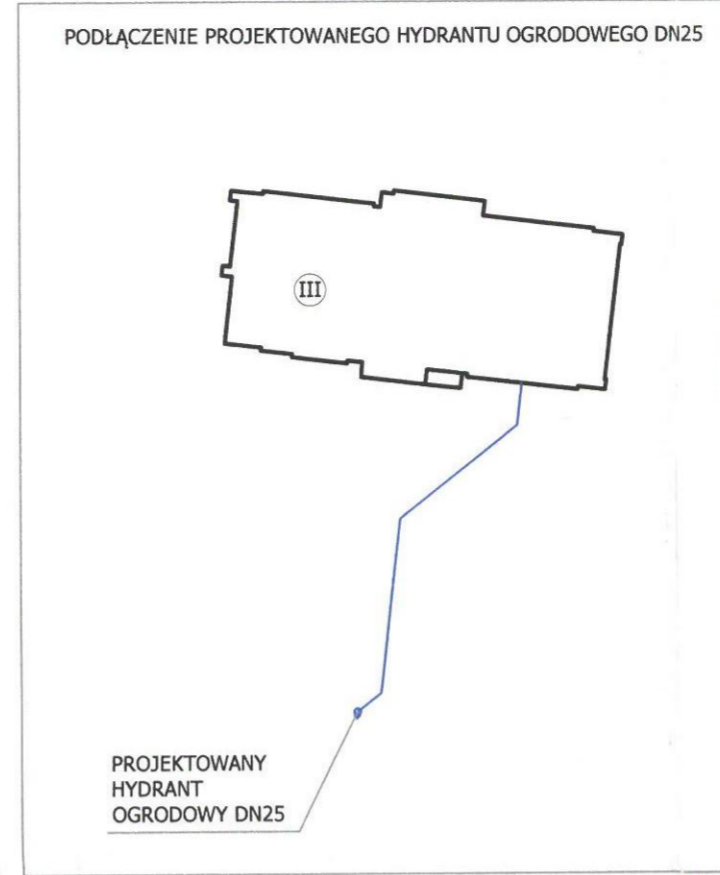 PODŁĄCZENIE PROJEKTOWANEGO HYDRANTU OGRODOWEGO DN25
III
PROJEKTOWANY
HYDRANT
OGRODOWY DN25